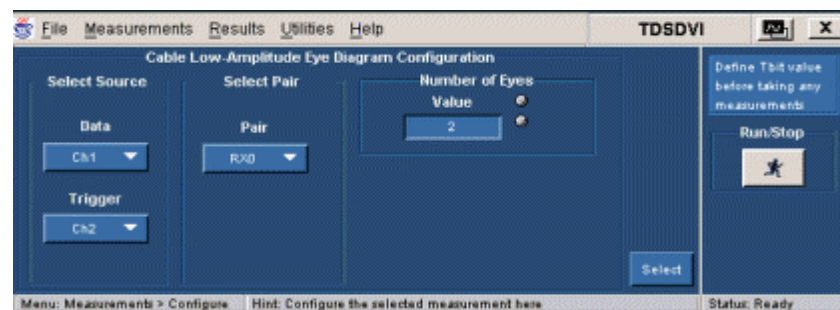 File Measurements Results Utilities Help TDSDVI X
Cable Low-Amplitude Eye Diagram Configuration
Select Source
Data
Ch1
Trigger
Ch2
Select Pair
Pair
RX0
Number of Eyes
Value
2
Select
Define Tbit value
before taking any
measurements
Run/Stop
Menu: Measurements > Configure Hint: Configure the selected measurement here Status: Ready